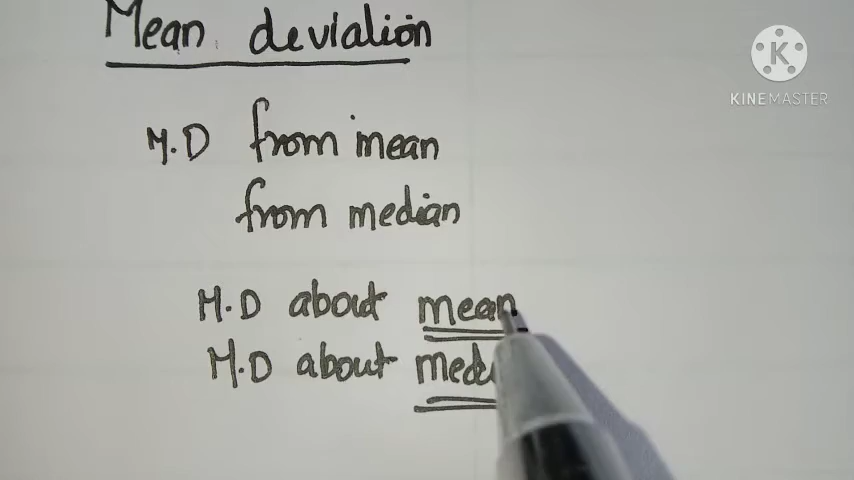 Mean deviation
M.D from mean
from median
M.D about mean
M.D about
K
KINEMASTER